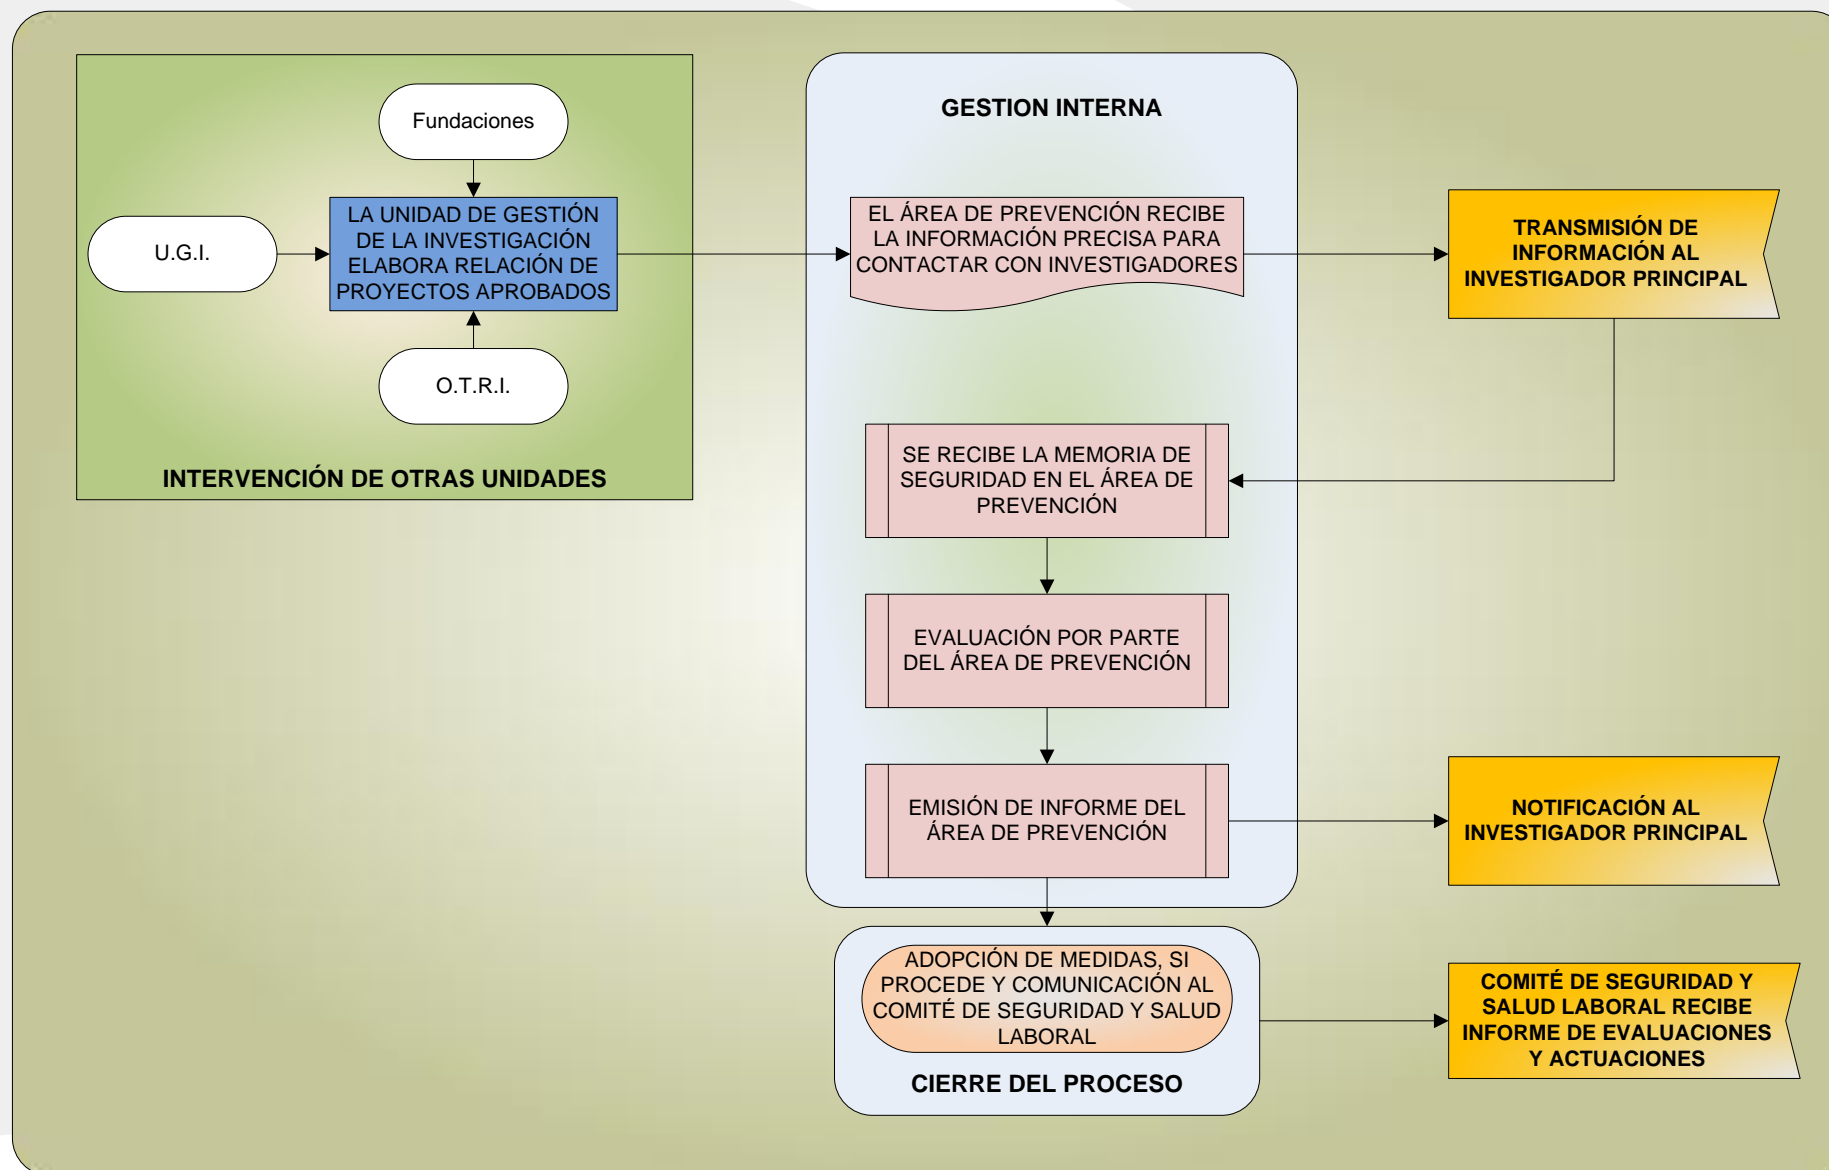 Fundaciones
U.G.I.
LA UNIDAD DE GESTIÓN
DE LA INVESTIGACIÓN
ELABORA RELACIÓN DE
PROYECTOS APROBADOS
O.T.R.I.
INTERVENCIÓN DE OTRAS UNIDADES
GESTION INTERNA
EL ÁREA DE PREVENCIÓN RECIBE
LA INFORMACIÓN PRECISA PARA
CONTACTAR CON INVESTIGADORES
TRANSMISIÓN DE
INFORMACIÓN AL
INVESTIGADOR PRINCIPAL
SE RECIBE LA MEMORIA DE
SEGURIDAD EN EL ÁREA DE
PREVENCIÓN
EVALUACIÓN POR PARTE
DEL ÁREA DE PREVENCIÓN
EMISIÓN DE INFORME DEL
ÁREA DE PREVENCIÓN
NOTIFICACIÓN AL
INVESTIGADOR PRINCIPAL
ADOPCIÓN DE MEDIDAS, SI
PROCEDE Y COMUNICACIÓN AL
COMITÉ DE SEGURIDAD Y SALUD
LABORAL
CIERRE DEL PROCESO
COMITÉ DE SEGURIDAD Y
SALUD LABORAL RECIBE
INFORME DE EVALUACIONES
Y ACTUACIONES